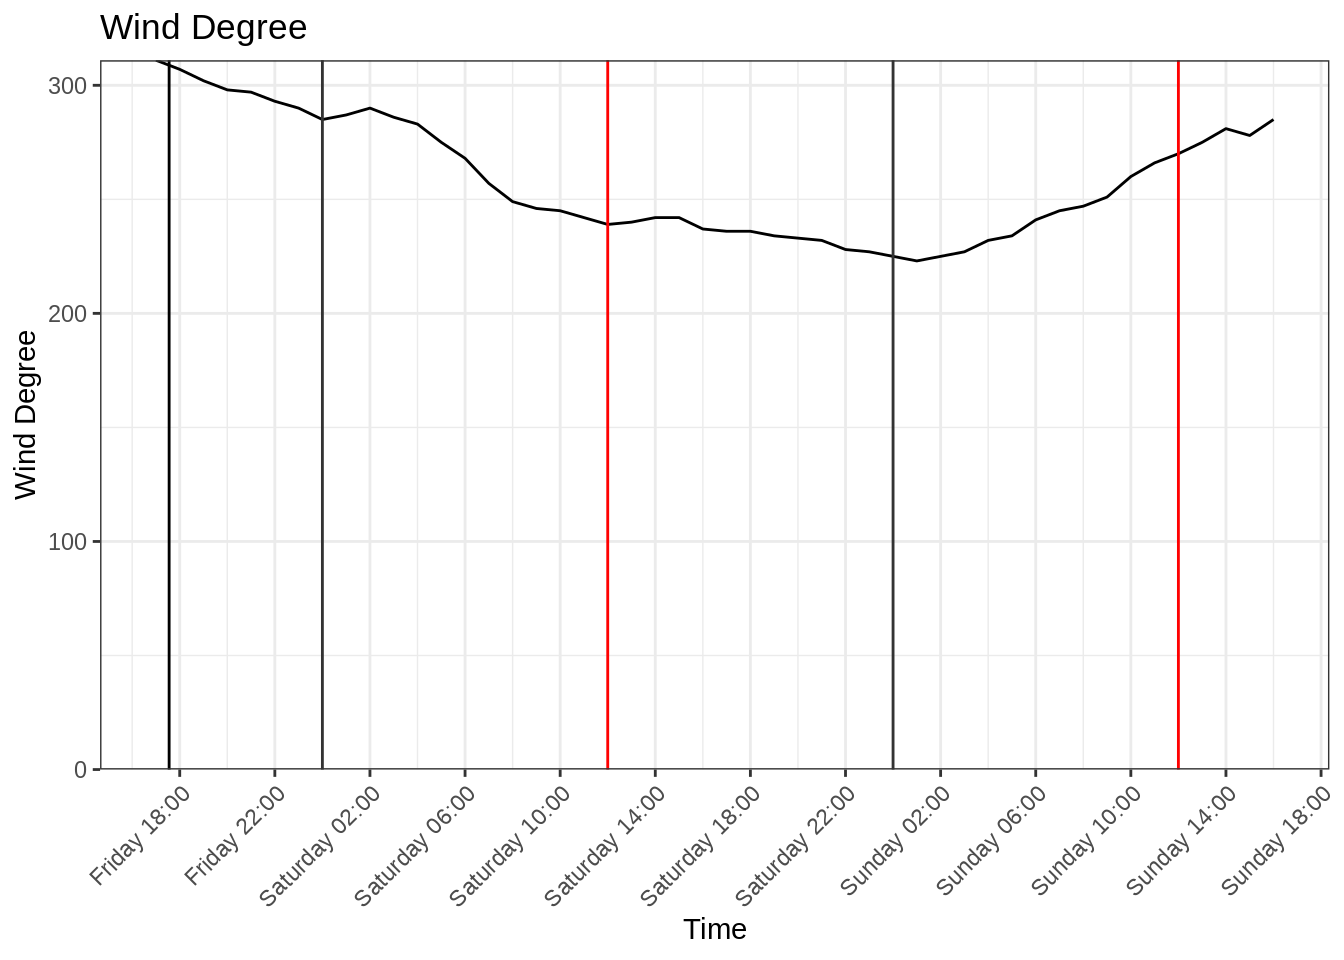 Wind Degree
Wind Degree
300
200
100
0
Friday 18:00
Friday 22:00
Saturday 02:00
Saturday 06:00
Saturday 10:00
Saturday 14:00
Saturday 18:00
Saturday 22:00
Sunday 02:00
Sunday 06:00
Sunday 10:00
Sunday 14:00
Sunday 18:00
Time